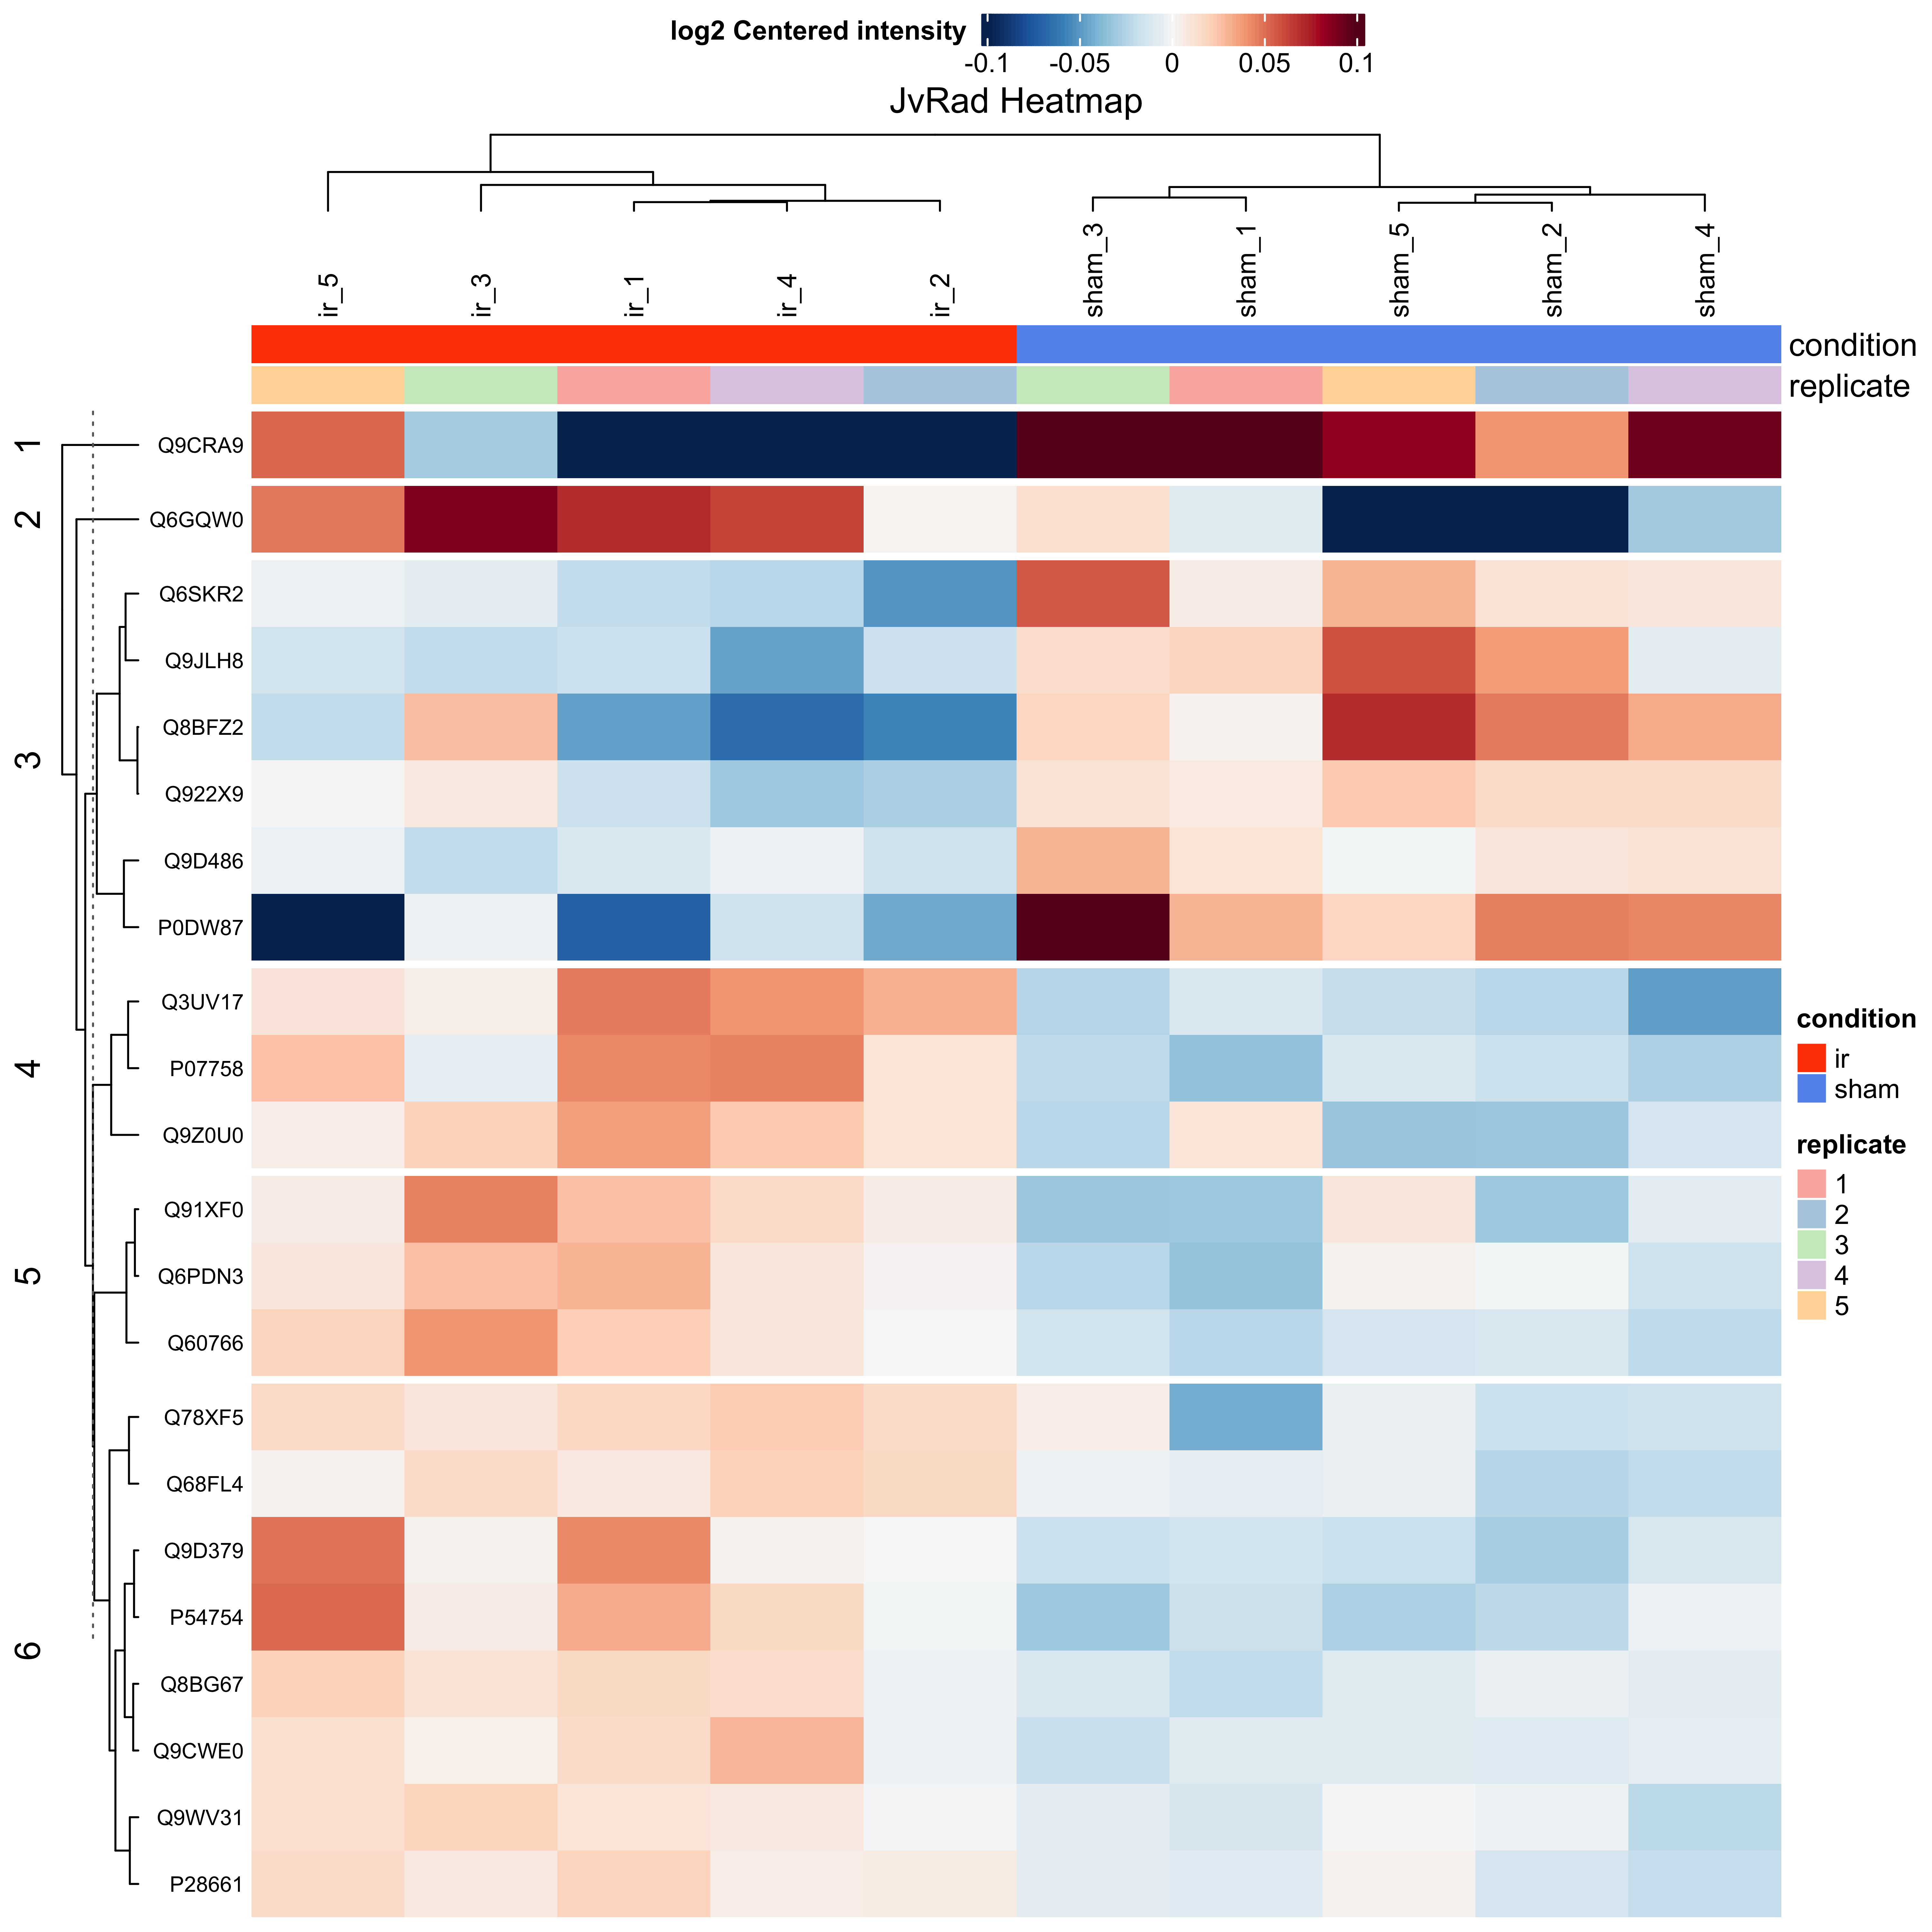 log2 Centered intensity
-0.1 -0.05 0 0.05 0.1
JvRad Heatmap
ir_5 ir_3 ir_1 ir_4 ir_2 sham_3 sham_1 sham_5 sham_2 sham_4
condition
replicate
1
Q9CRA9
2
Q6GQW0
3
Q6SKR2
Q9JLH8
Q8BFZ2
Q922X9
Q9D486
P0DW87
4
Q3UV17
P07758
Q9Z0U0
5
Q91XF0
Q6PDN3
Q60766
6
Q78XF5
Q68FL4
Q9D379
P54754
Q8BG67
Q9CWE0
Q9WV31
P28661
condition
ir
sham
replicate
1
2
3
4
5